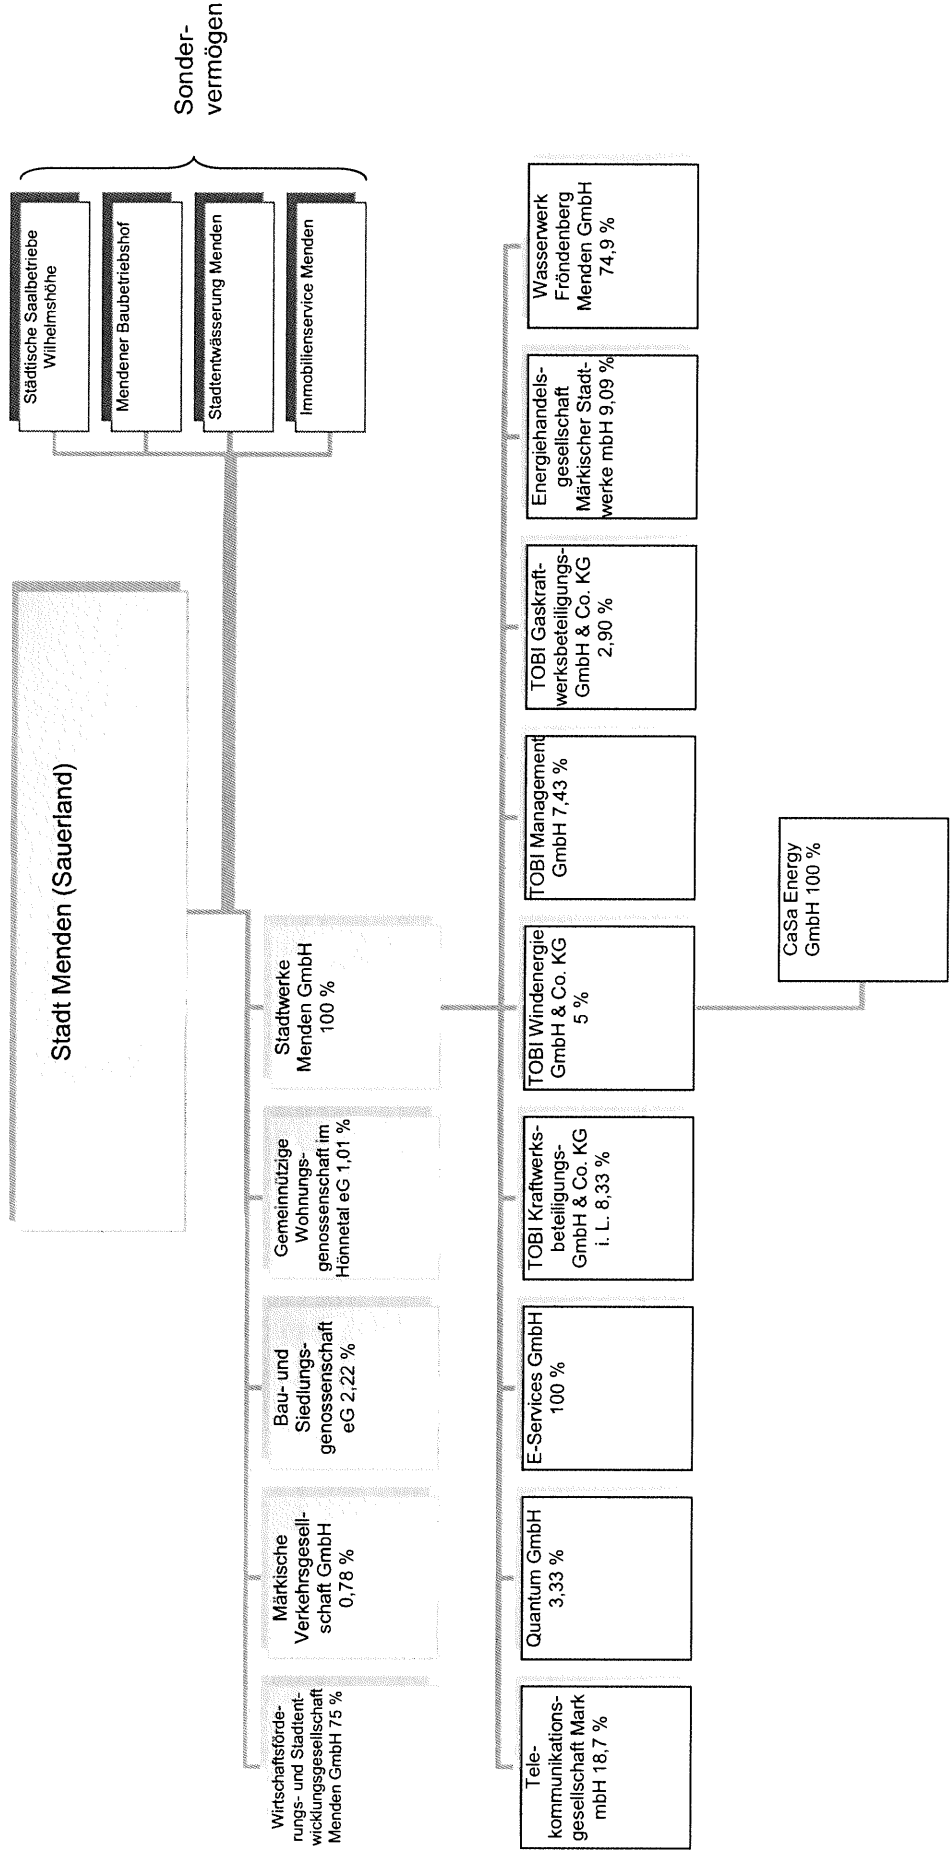 Stadt Menden (Sauerland)
Städtische Saalbetriebe
Wilhelmshöhe
Mendener Baubetriebshof
Stadtentwässerung Menden
Immobilienservice Menden
Sonder-
vermögen
Wirtschaftsförde-
rungs- und Stadtent-
wicklungsgesellschaft
Menden GmbH 75 %
Märkische
Verkehrsgesell-
schaft GmbH
0,78 %
Bau- und
Siedlungs-
genossenschaft
eG 2,22 %
Gemeinnützige
Wohnungs-
genossenschaft im
Hönnetal eG 1,01 %
Stadtwerke
Menden GmbH
100 %
Tele-
kommunikations-
gesellschaft Mark
mbH 18,7 %
Quantum GmbH
3,33 %
E-Services GmbH
100 %
TOBI Kraftwerks-
beteiligungs-
GmbH & Co. KG
i. L. 8,33 %
TOBI Windenergie
GmbH & Co. KG
5 %
TOBI Management
GmbH 7,43 %
TOBI Gaskraft-
werksbeteiligungs-
GmbH & Co. KG
2,90 %
Energiehandels-
gesellschaft
Märkischer Stadt-
werke mbH 9,09 %
Wasserwerk
Fröndenberg
Menden GmbH
74,9 %
CaSa Energy
GmbH 100 %